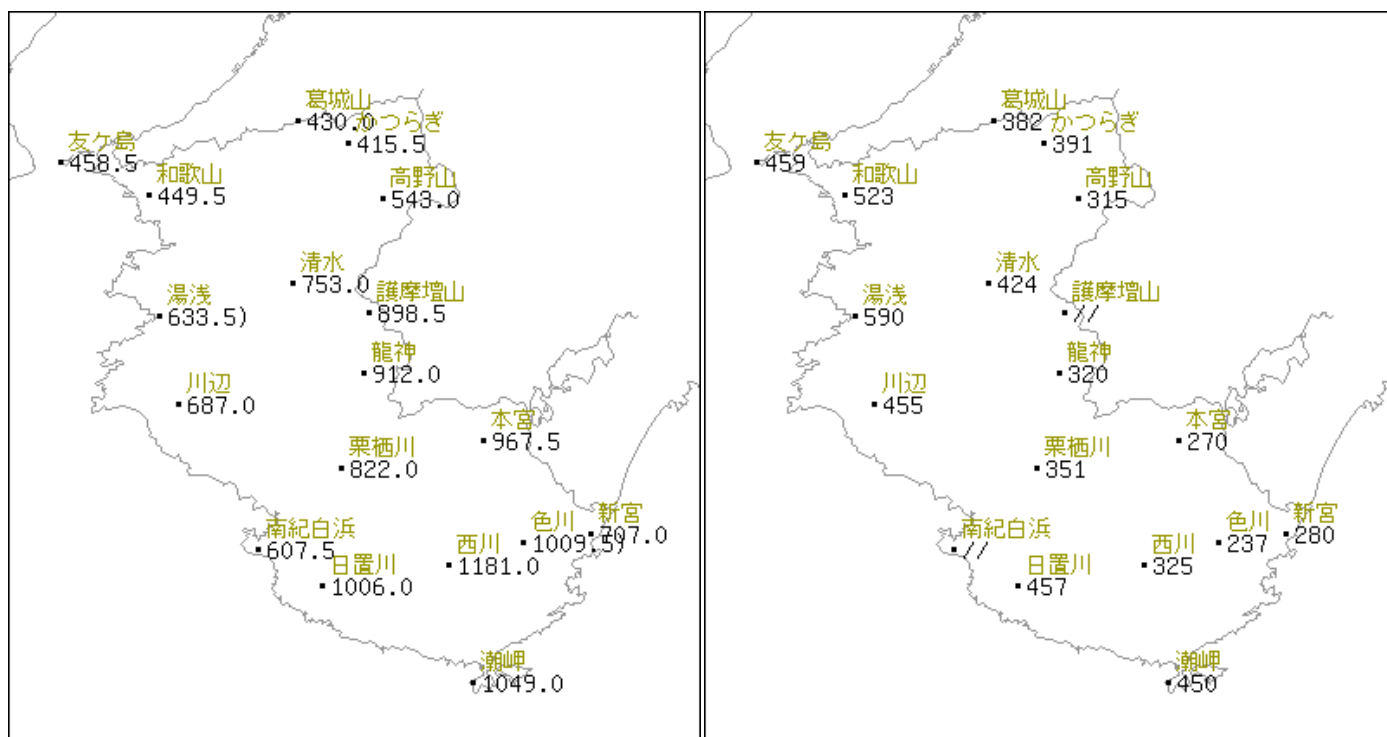 葛城山
430.0
かつらぎ
415.5
友ケ島
458.5
和歌山
449.5
高野山
543.0
清水
753.0
湯浅
633.5)
護摩壇山
898.5
龍神
912.0
川辺
687.0
本宮
967.5
栗栖川
822.0
南紀白浜
607.5
新宮
707.0
色川
1009.5)
西川
1181.0
日置川
1006.0
潮岬
1049.0
葛城山
382
かつらぎ
391
友ケ島
459
和歌山
523
高野山
315
清水
424
湯浅
590
護摩壇山
//
龍神
320
川辺
455
本宮
270
栗栖川
351
南紀白浜
//
新宮
280
色川
237
西川
325
日置川
457
潮岬
450